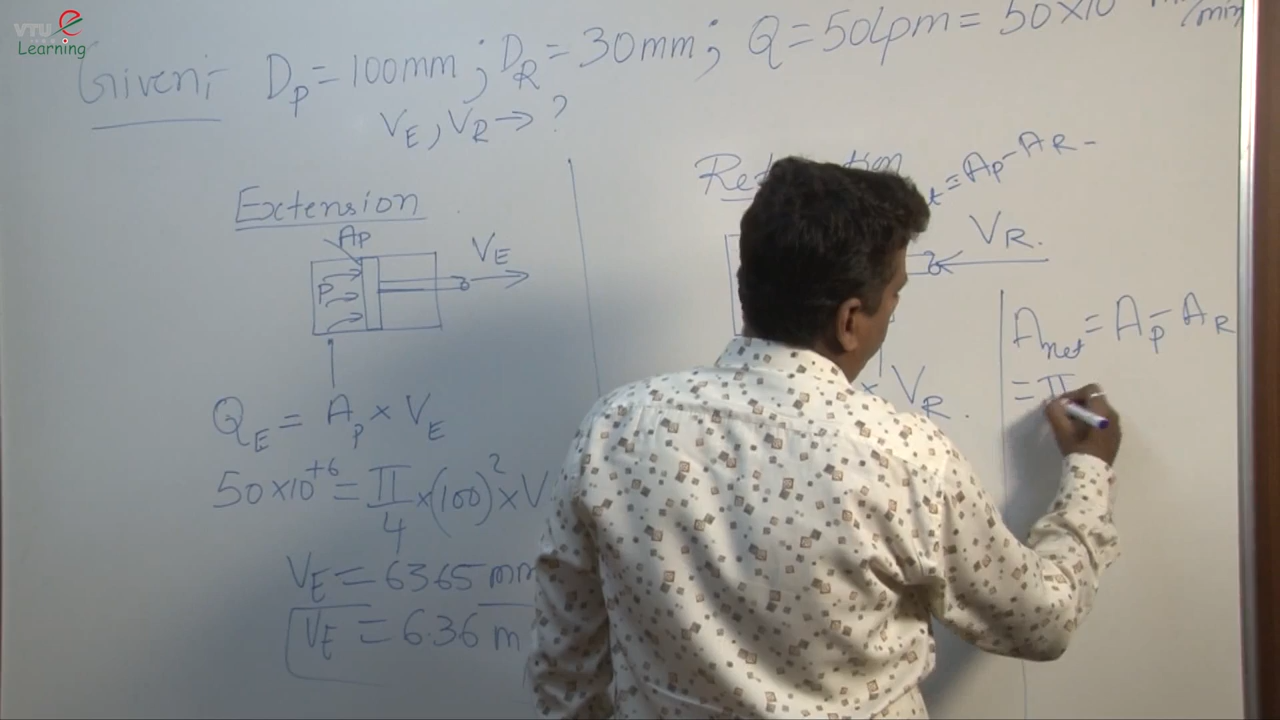 VTU e
Learning
Given; Dp = 100mm ; DR = 30mm ; Q = 50Lpm = 50×10 /min
VE , VR → ?
Extension
Ap
P
VE
QE = Ap × VE
50×10^+6 = π/4 × (100)^2 × V
VE = 6365 mm
VE = 6.36 m
= Ap - AR -
VR.
× VR .
Anet = Ap - AR
= π